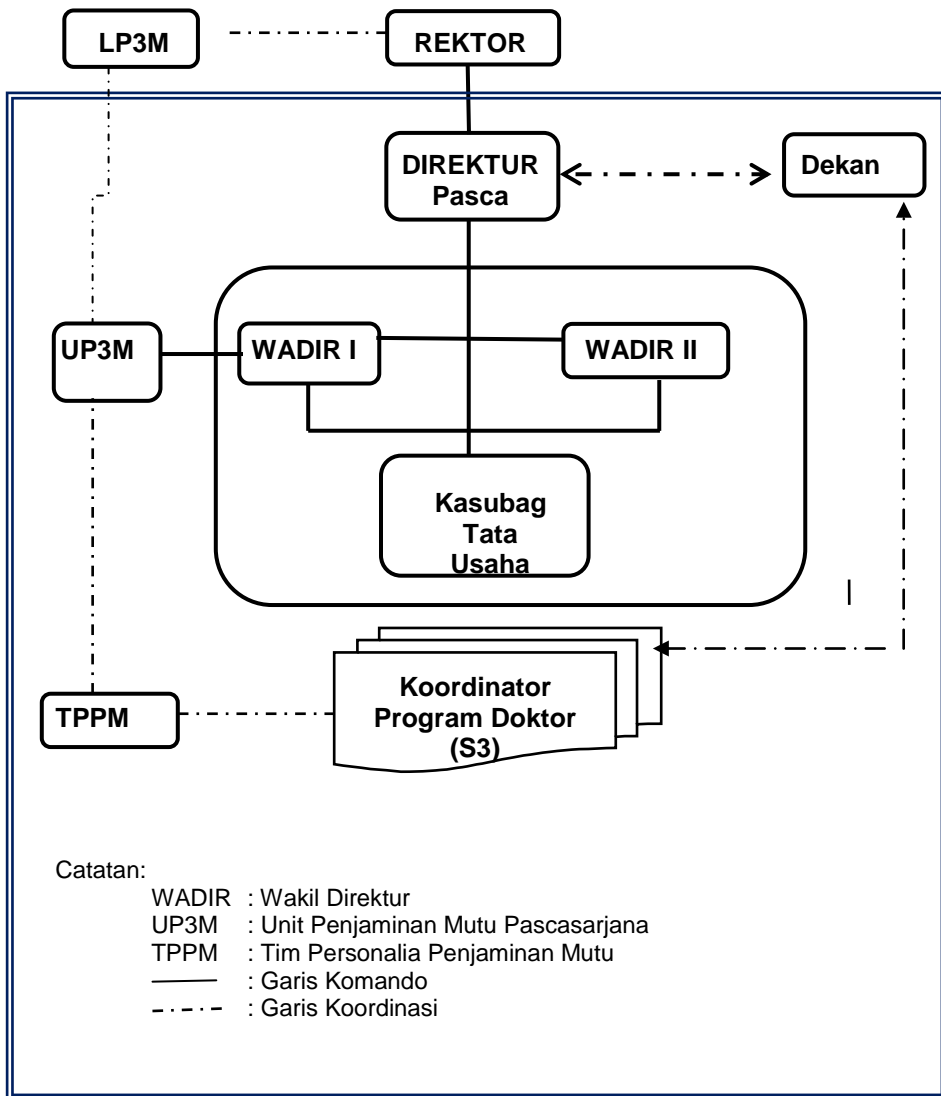 LP3M
REKTOR
DIREKTUR
Pasca
Dekan
UP3M
WADIR I
WADIR II
Kasubag
Tata
Usaha
Koordinator
Program Doktor
(S3)
TPPM
Catatan:
WADIR : Wakil Direktur
UP3M : Unit Penjaminan Mutu Pascasarjana
TPPM : Tim Personalia Penjaminan Mutu
: Garis Komando
: Garis Koordinasi